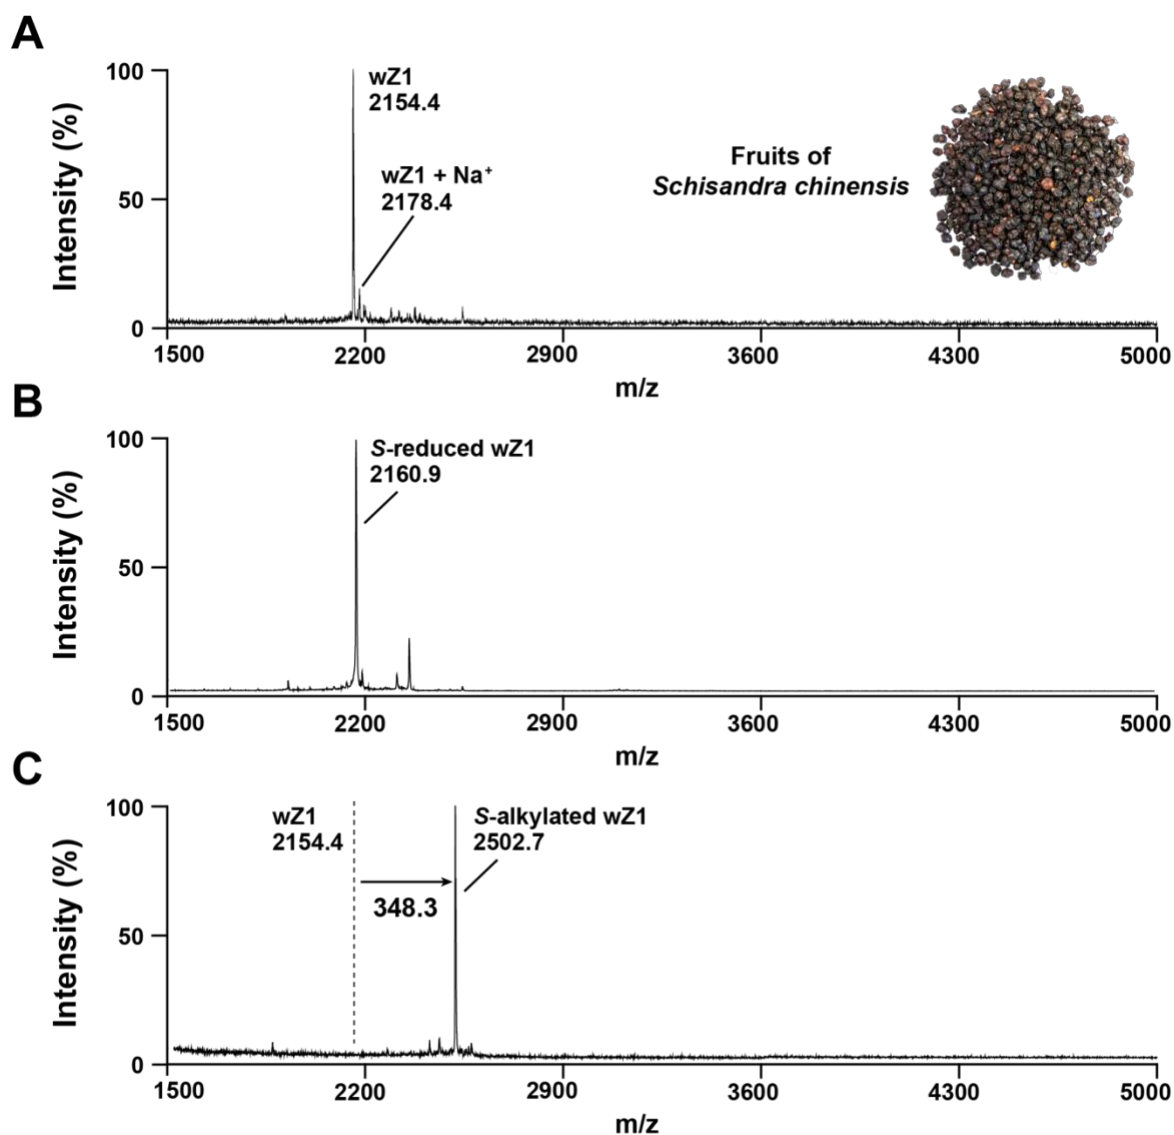 A
100
50
0
Intensity (%)
wZ1
2154.4
wZ1 + Na⁺
2178.4
Fruits of
Schisandra chinensis
1500 2200 2900 3600 4300 5000
m/z
B
100
50
0
Intensity (%)
S-reduced wZ1
2160.9
1500 2200 2900 3600 4300 5000
m/z
C
100
50
0
Intensity (%)
wZ1
2154.4
348.3
S-alkylated wZ1
2502.7
1500 2200 2900 3600 4300 5000
m/z